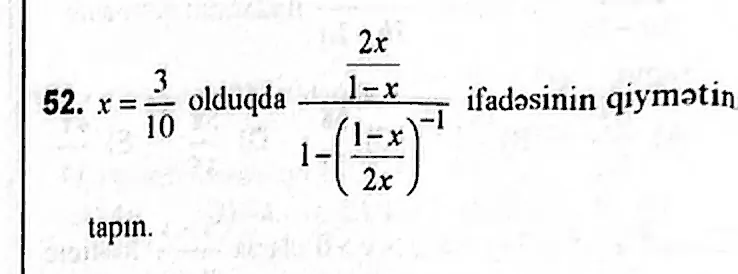 52. x = 3/10 olduqda (2x/(1−x))/(1−((1−x)/2x)^−1) ifadəsinin qiymətin
tapın.